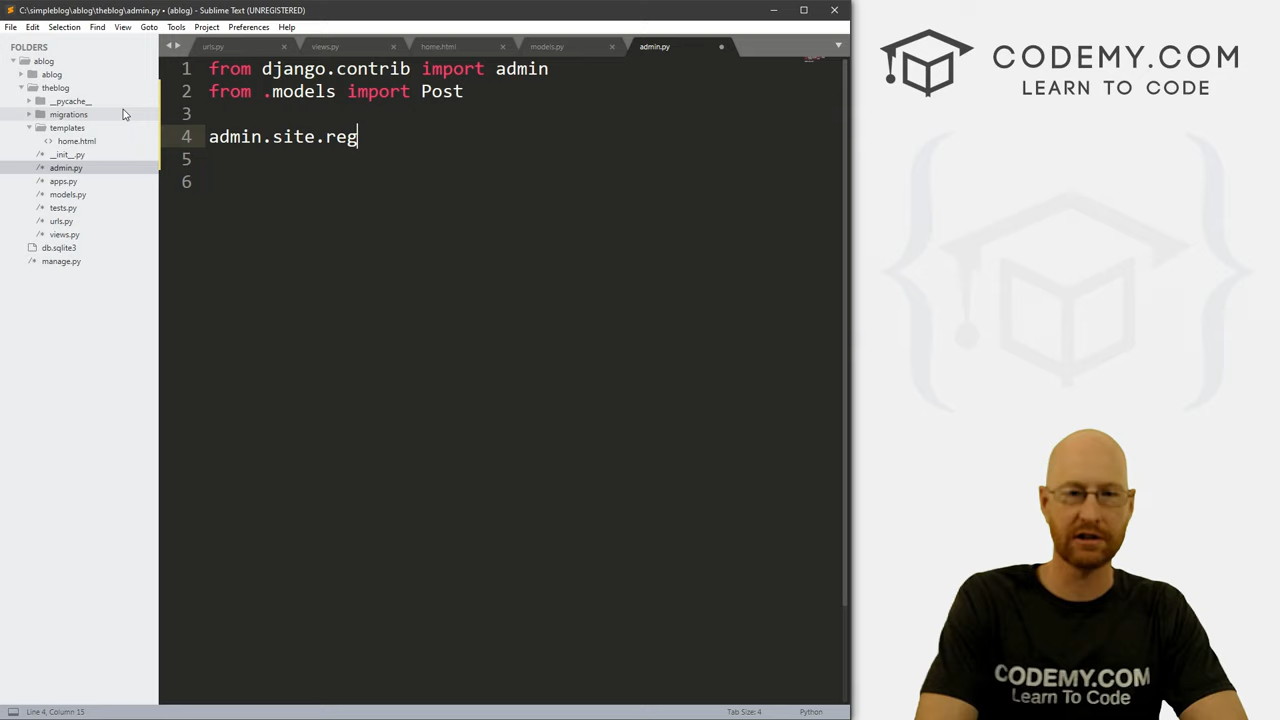 C:\simpleblog\ablog\theblog\admin.py • (ablog) - Sublime Text (UNREGISTERED)
File Edit Selection Find View Goto Tools Project Preferences Help
FOLDERS
ablog
ablog
theblog
__pycache__
migrations
templates
home.html
__init__.py
admin.py
apps.py
models.py
tests.py
urls.py
views.py
db.sqlite3
manage.py
urls.py views.py home.html models.py admin.py
1 from django.contrib import admin
2 from .models import Post
3
4 admin.site.reg
5
6
Line 4, Column 15 Tab Size: 4 Python
CODEMY.COM
LEARN TO CODE
CODEMY.COM
Learn To Code